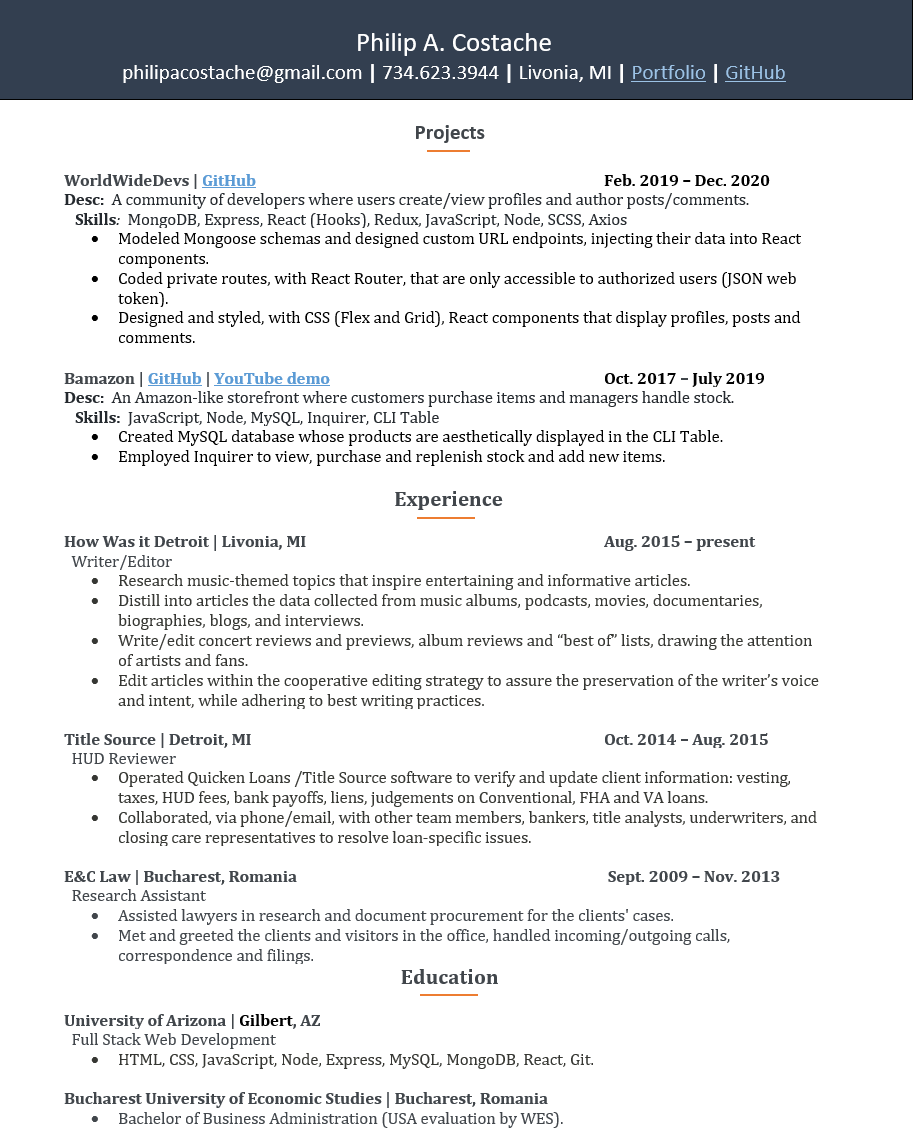 Philip A. Costache
philipacostache@gmail.com | 734.623.3944 | Livonia, MI | Portfolio | GitHub
Projects
WorldWideDevs | GitHub Feb. 2019 – Dec. 2020
Desc: A community of developers where users create/view profiles and author posts/comments.
Skills: MongoDB, Express, React (Hooks), Redux, JavaScript, Node, SCSS, Axios
• Modeled Mongoose schemas and designed custom URL endpoints, injecting their data into React
components.
• Coded private routes, with React Router, that are only accessible to authorized users (JSON web
token).
• Designed and styled, with CSS (Flex and Grid), React components that display profiles, posts and
comments.
Bamazon | GitHub | YouTube demo Oct. 2017 – July 2019
Desc: An Amazon-like storefront where customers purchase items and managers handle stock.
Skills: JavaScript, Node, MySQL, Inquirer, CLI Table
• Created MySQL database whose products are aesthetically displayed in the CLI Table.
• Employed Inquirer to view, purchase and replenish stock and add new items.
Experience
How Was it Detroit | Livonia, MI Aug. 2015 – present
Writer/Editor
• Research music-themed topics that inspire entertaining and informative articles.
• Distill into articles the data collected from music albums, podcasts, movies, documentaries,
biographies, blogs, and interviews.
• Write/edit concert reviews and previews, album reviews and “best of” lists, drawing the attention
of artists and fans.
• Edit articles within the cooperative editing strategy to assure the preservation of the writer’s voice
and intent, while adhering to best writing practices.
Title Source | Detroit, MI Oct. 2014 – Aug. 2015
HUD Reviewer
• Operated Quicken Loans /Title Source software to verify and update client information: vesting,
taxes, HUD fees, bank payoffs, liens, judgements on Conventional, FHA and VA loans.
• Collaborated, via phone/email, with other team members, bankers, title analysts, underwriters, and
closing care representatives to resolve loan-specific issues.
E&C Law | Bucharest, Romania Sept. 2009 – Nov. 2013
Research Assistant
• Assisted lawyers in research and document procurement for the clients' cases.
• Met and greeted the clients and visitors in the office, handled incoming/outgoing calls,
correspondence and filings.
Education
University of Arizona | Gilbert, AZ
Full Stack Web Development
• HTML, CSS, JavaScript, Node, Express, MySQL, MongoDB, React, Git.
Bucharest University of Economic Studies | Bucharest, Romania
• Bachelor of Business Administration (USA evaluation by WES).